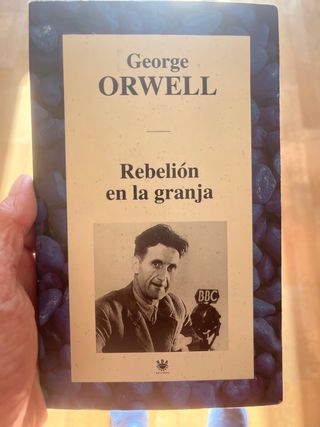 George
ORWELL
Rebelión
en la granja
BBC